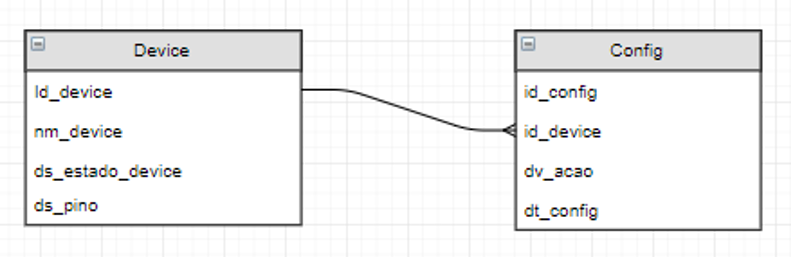 Device
Id_device
nm_device
ds_estado_device
ds_pino
Config
id_config
id_device
dv_acao
dt_config